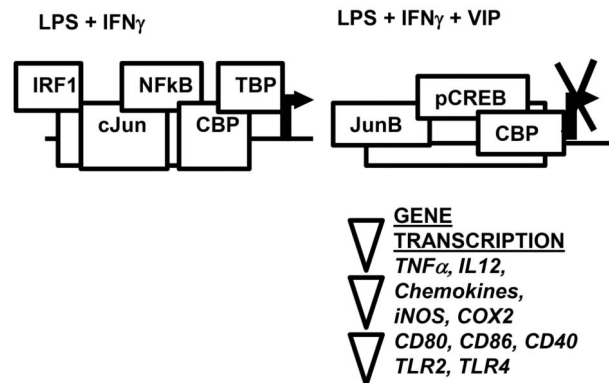 LPS + IFNγ
LPS + IFNγ + VIP
IRF1
NFkB
TBP
cJun
CBP
pCREB
JunB
CBP
GENE
TRANSCRIPTION
TNFα, IL12,
Chemokines,
iNOS, COX2
CD80, CD86, CD40
TLR2, TLR4